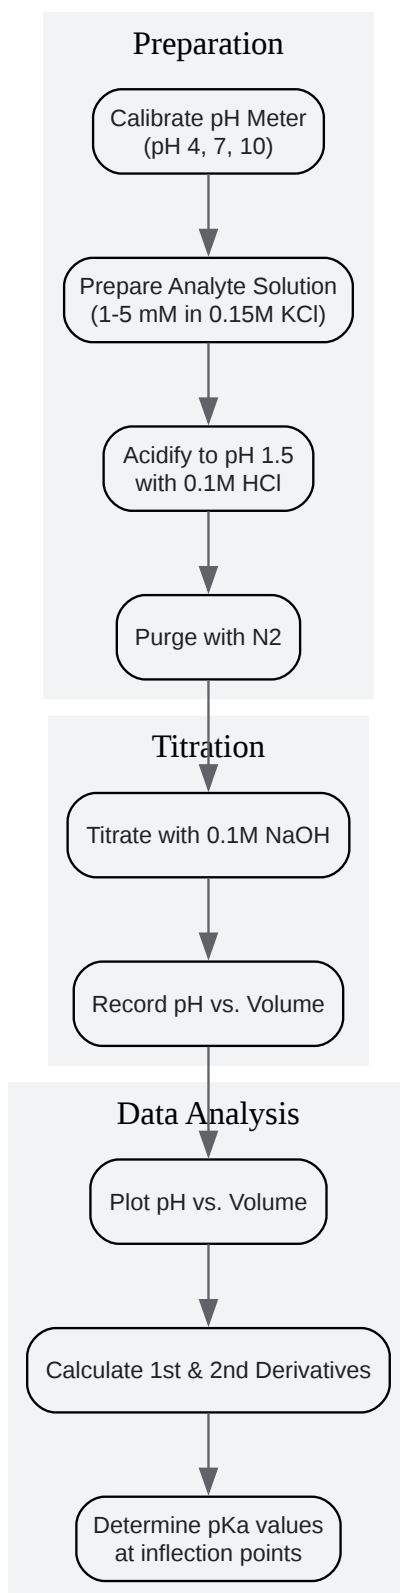 Preparation
Calibrate pH Meter
(pH 4, 7, 10)
Prepare Analyte Solution
(1-5 mM in 0.15M KCl)
Acidify to pH 1.5
with 0.1M HCl
Purge with N2
Titration
Titrate with 0.1M NaOH
Record pH vs. Volume
Data Analysis
Plot pH vs. Volume
Calculate 1st & 2nd Derivatives
Determine pKa values
at inflection points